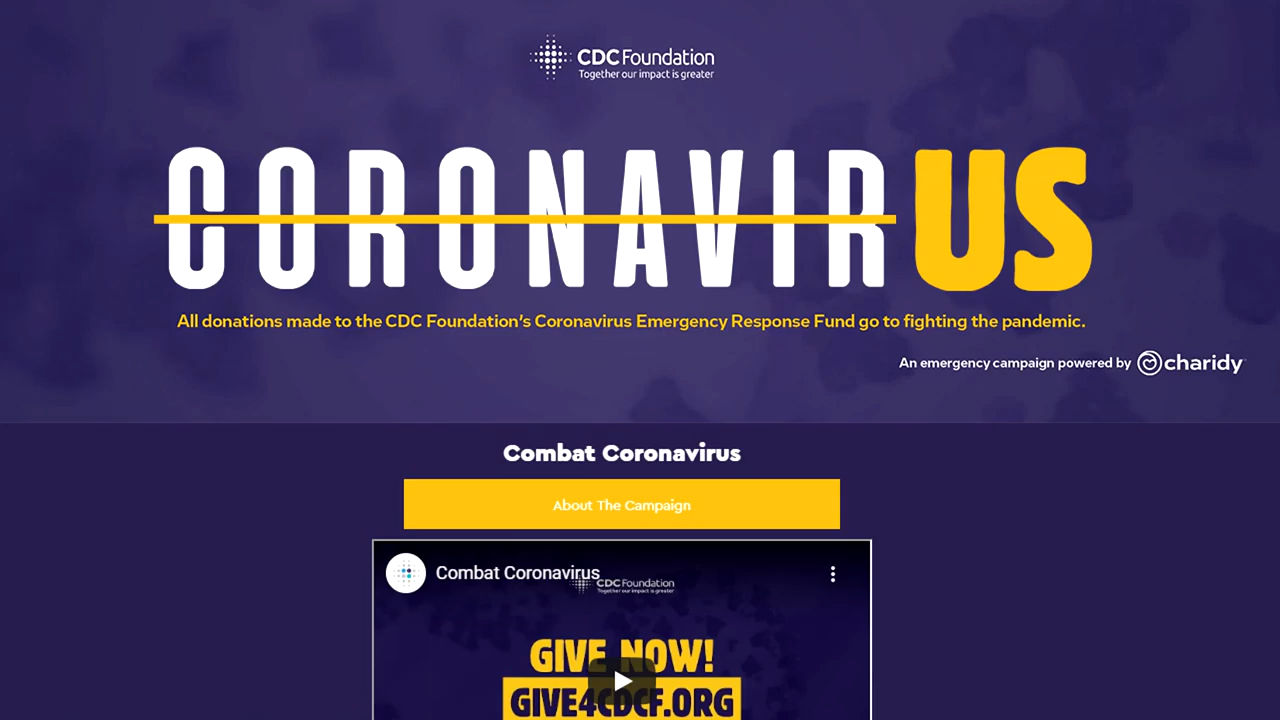 CDC Foundation
Together our impact is greater
CORONAVIRUS
All donations made to the CDC Foundation's Coronavirus Emergency Response Fund go to fighting the pandemic.
An emergency campaign powered by charidy
Combat Coronavirus
About The Campaign
Combat Coronavirus
CDC Foundation
Together our impact is greater
GIVE NOW!
GIVE4CDCF.ORG